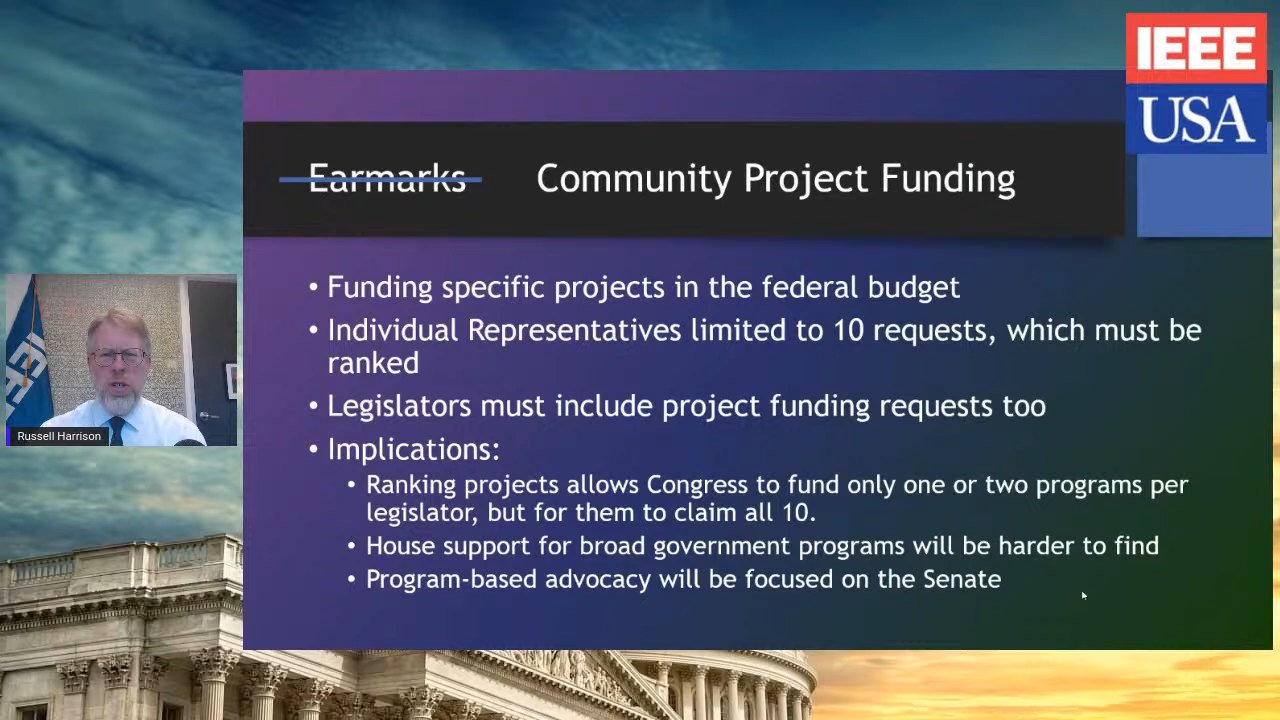 IEEE
USA
Earmarks Community Project Funding
• Funding specific projects in the federal budget
• Individual Representatives limited to 10 requests, which must be
ranked
• Legislators must include project funding requests too
• Implications:
• Ranking projects allows Congress to fund only one or two programs per
legislator, but for them to claim all 10.
• House support for broad government programs will be harder to find
• Program-based advocacy will be focused on the Senate
IEEE
Russell Harrison